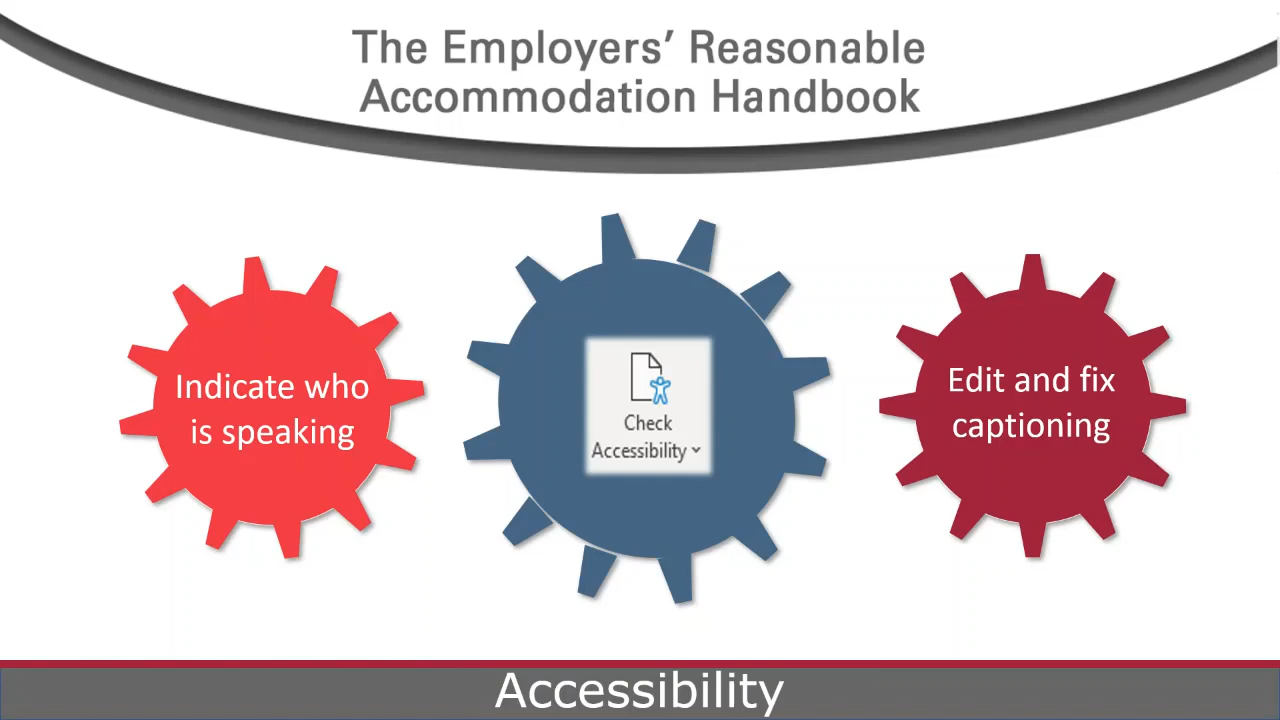 The Employers’ Reasonable
Accommodation Handbook
Indicate who
is speaking
Check
Accessibility
Edit and fix
captioning
Accessibility